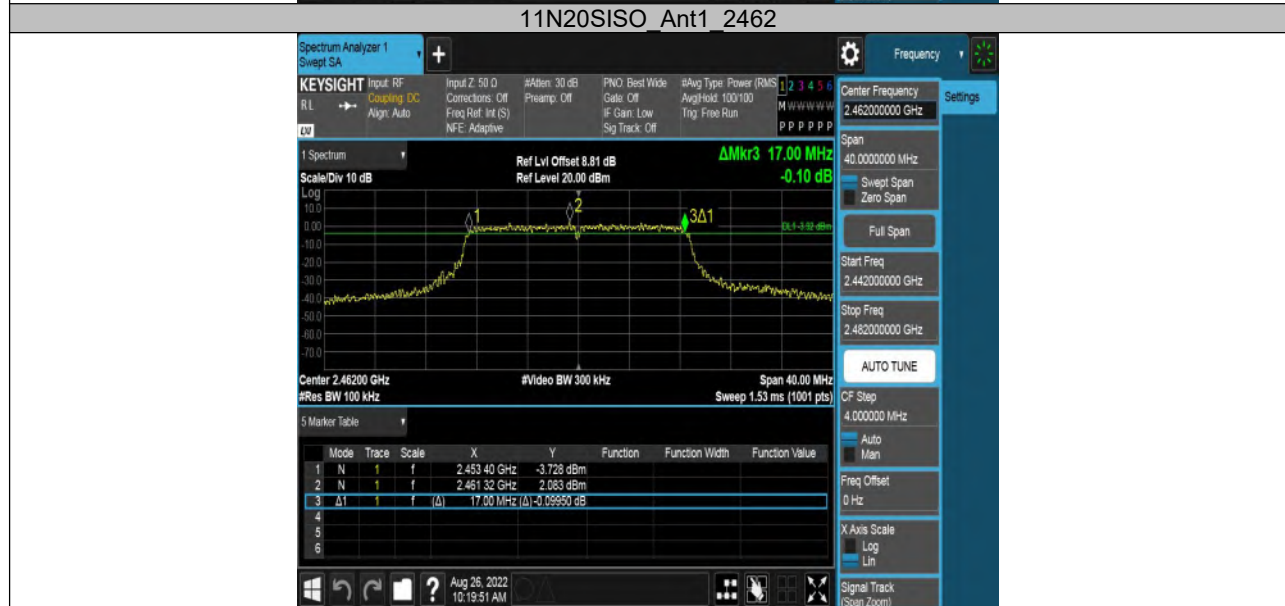 11N20SISO_Ant1_2462
Spectrum Analyzer 1
Swept SA
+
Frequency
KEYSIGHT Input: RF
RL
Coupling: DC
Align: Auto
LXI
Input Z: 50 Ω
Corrections: Off
Freq Ref: Int (S)
NFE: Adaptive
#Atten: 30 dB
Preamp: Off
PNO: Best Wide
Gate: Off
IF Gain: Low
Sig Track: Off
#Avg Type: Power (RMS
Avg|Hold: 100/100
Trig: Free Run
1 2 3 4 5 6
M W W W W W
P P P P P P
Center Frequency
2.462000000 GHz
Settings
Span
40.0000000 MHz
Swept Span
Zero Span
Full Span
Start Freq
2.442000000 GHz
Stop Freq
2.482000000 GHz
AUTO TUNE
CF Step
4.000000 MHz
Auto
Man
Freq Offset
0 Hz
X Axis Scale
Log
Lin
Signal Track
(Span Zoom)
1 Spectrum
Scale/Div 10 dB
Ref Lvl Offset 8.81 dB
Ref Level 20.00 dBm
ΔMkr3 17.00 MHz
-0.10 dB
Log
10.0
0.00
-10.0
-20.0
-30.0
-40.0
-50.0
-60.0
-70.0
1
2
3Δ1
DL1 -3.92 dBm
Center 2.46200 GHz
#Video BW 300 kHz
Span 40.00 MHz
#Res BW 100 kHz
Sweep 1.53 ms (1001 pts)
5 Marker Table
Mode Trace Scale X Y Function Function Width Function Value
1 N 1 f 2.453 40 GHz -3.728 dBm
2 N 1 f 2.461 32 GHz 2.083 dBm
3 Δ1 1 f (Δ) 17.00 MHz (Δ) -0.09950 dB
4
5
6
?
Aug 26, 2022
10:19:51 AM